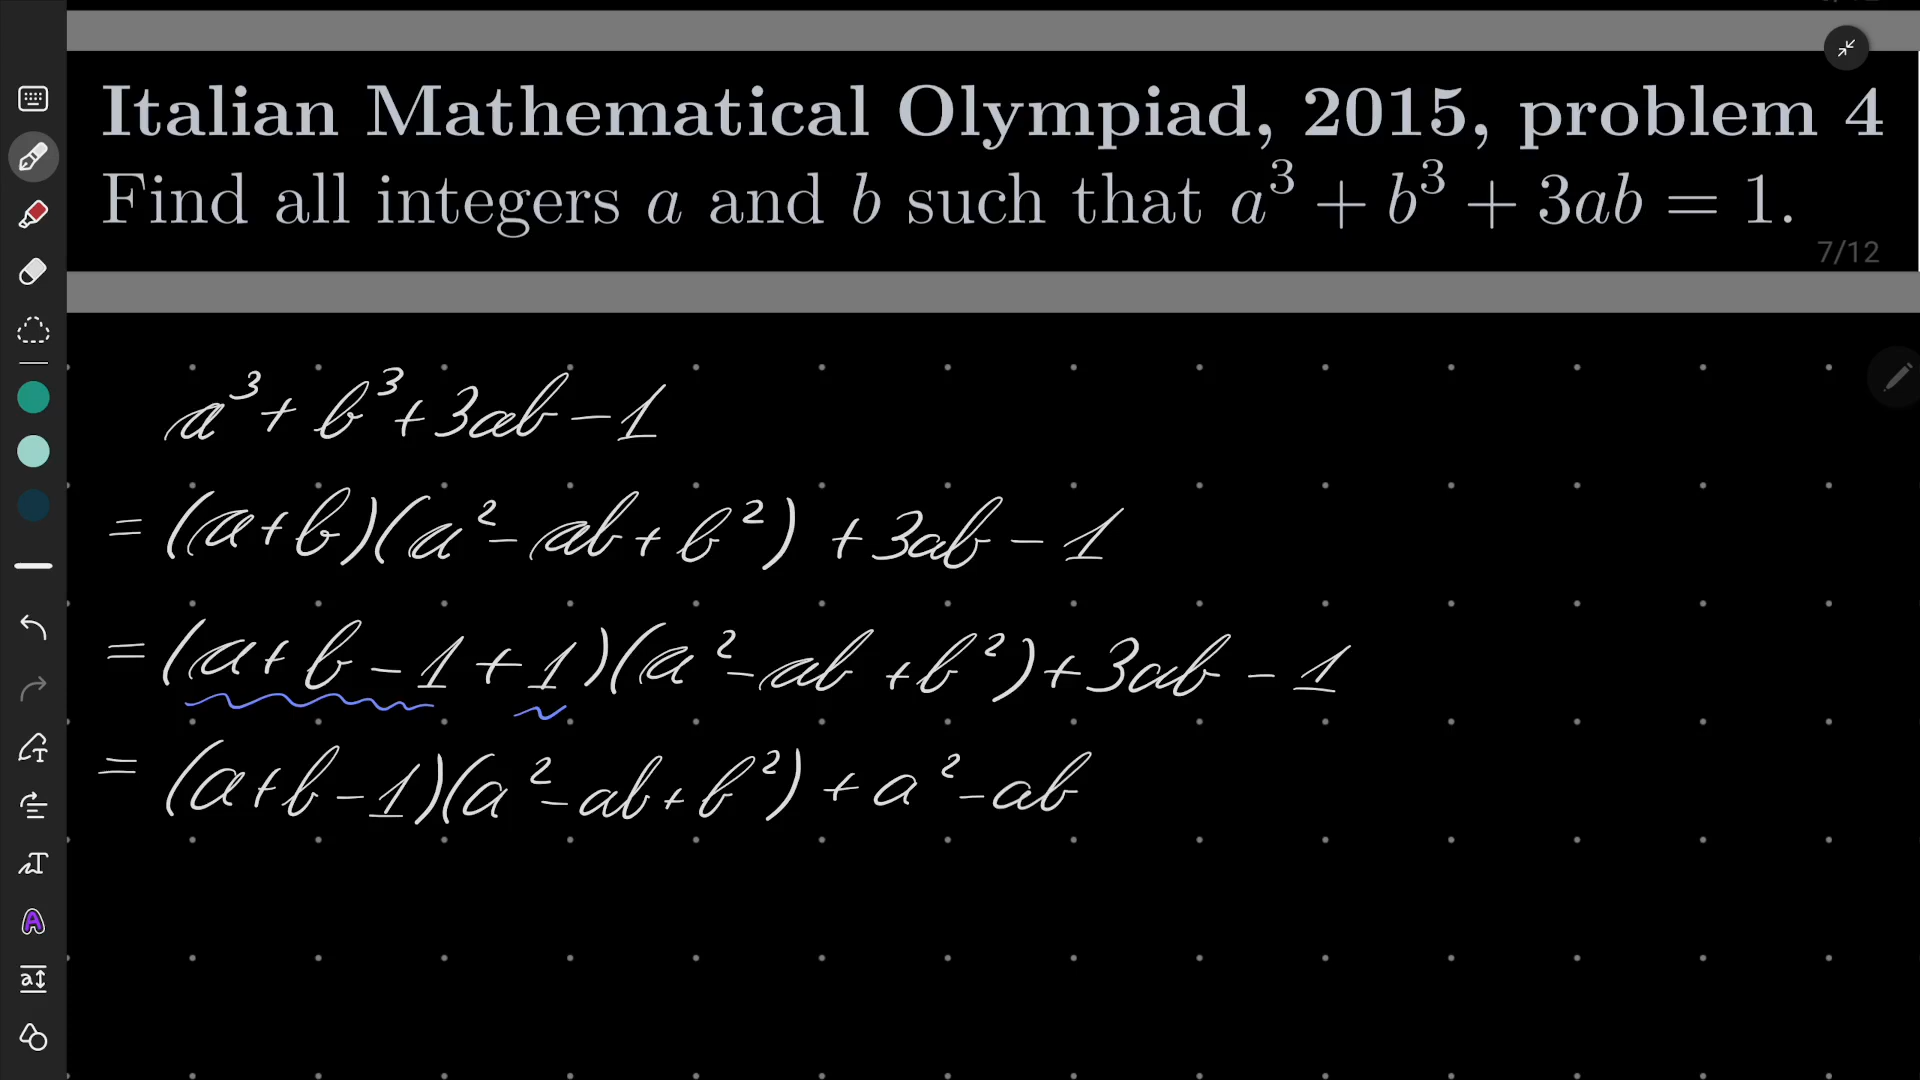 Italian Mathematical Olympiad, 2015, problem 4
Find all integers a and b such that a³ + b³ + 3ab = 1.
7/12
a³ + b³ + 3ab - 1
= (a+b)(a² - ab + b²) + 3ab - 1
= (a + b - 1 + 1)(a² - ab + b²) + 3ab - 1
= (a + b - 1)(a² - ab + b²) + a² - ab